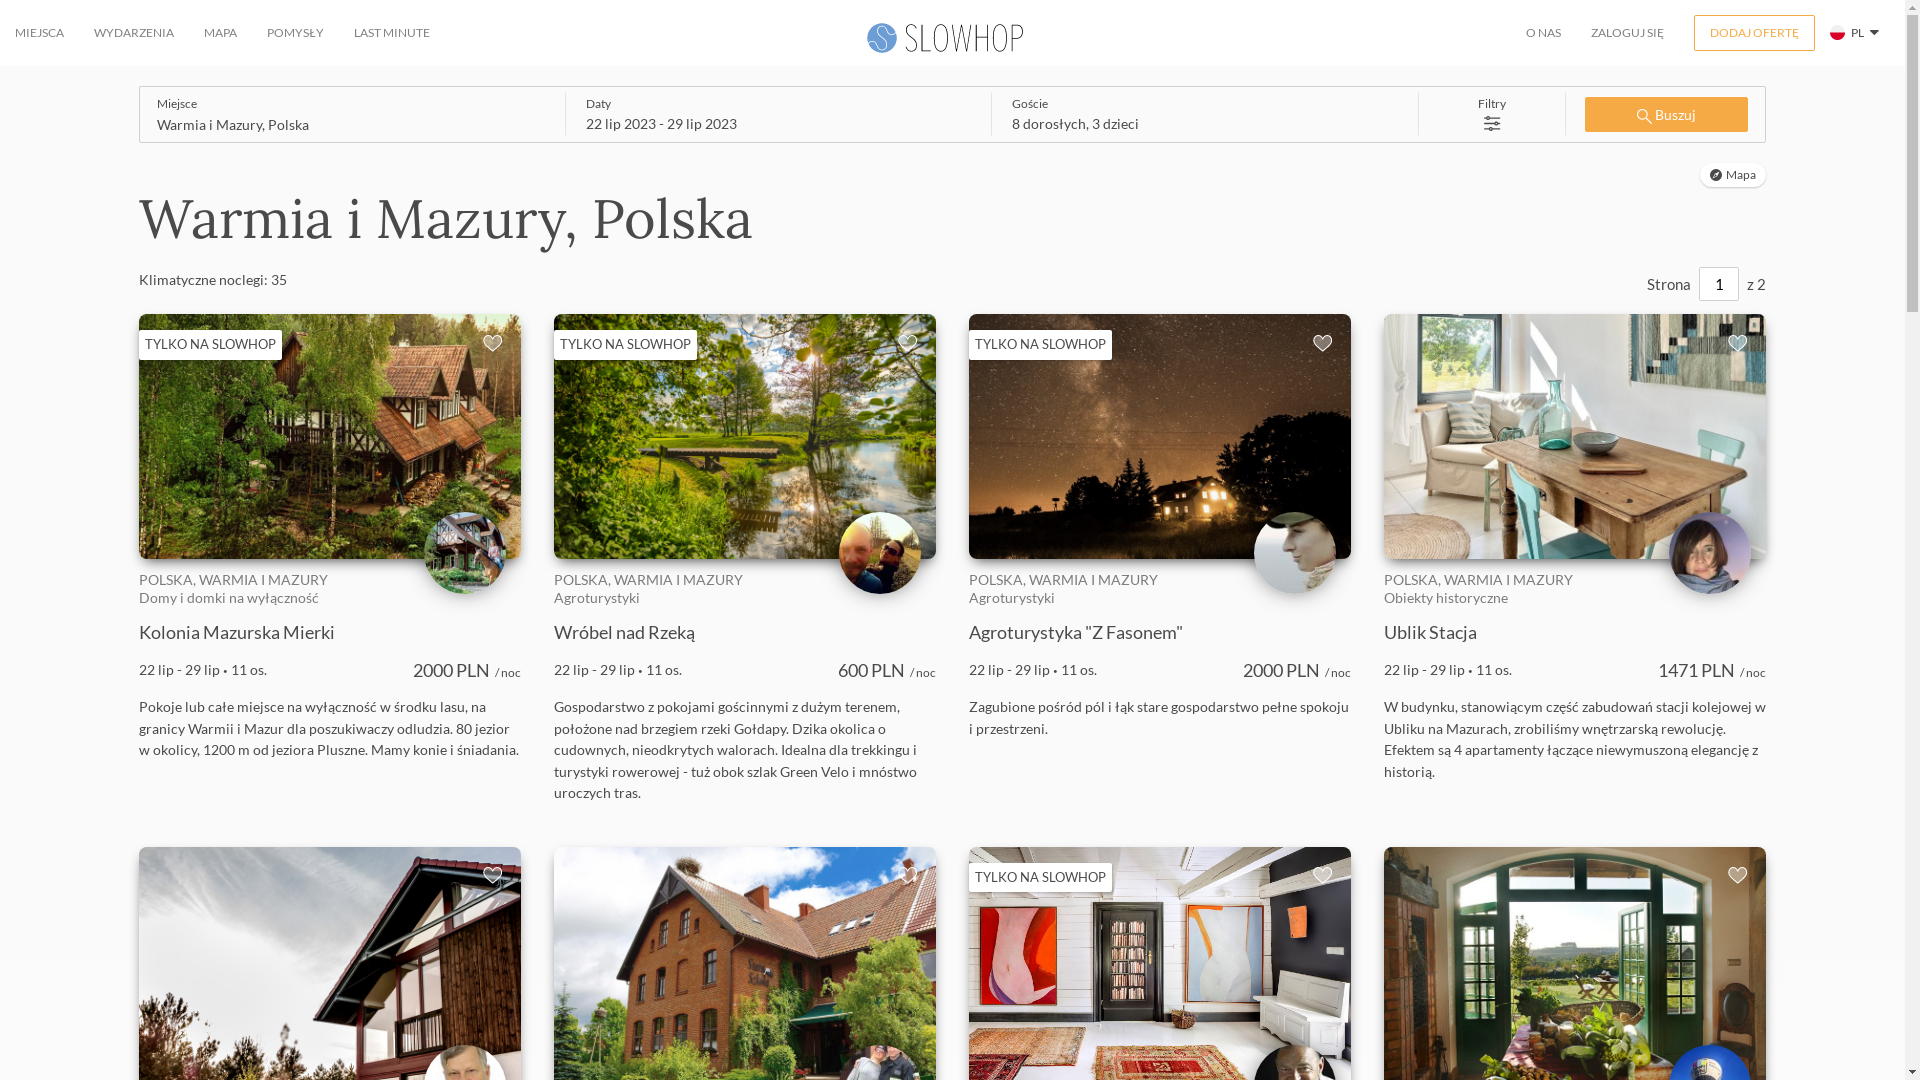 MIEJSCA
WYDARZENIA
MAPA
POMYSŁY
LAST MINUTE
SLOWHOP
O NAS
ZALOGUJ SIĘ
DODAJ OFERTĘ
PL
Miejsce
Warmia i Mazury, Polska
Daty
22 lip 2023 - 29 lip 2023
Goście
8 dorosłych, 3 dzieci
Filtry
Buszuj
Mapa
Warmia i Mazury, Polska
Klimatyczne noclegi: 35
Strona 1 z 2
TYLKO NA SLOWHOP
POLSKA, WARMIA I MAZURY
Domy i domki na wyłączność
Kolonia Mazurska Mierki
22 lip - 29 lip • 11 os.
2000 PLN / noc
Pokoje lub całe miejsce na wyłączność w środku lasu, na
granicy Warmii i Mazur dla poszukiwaczy odludzia. 80 jezior
w okolicy, 1200 m od jeziora Pluszne. Mamy konie i śniadania.
TYLKO NA SLOWHOP
POLSKA, WARMIA I MAZURY
Agroturystyki
Wróbel nad Rzeką
22 lip - 29 lip • 11 os.
600 PLN / noc
Gospodarstwo z pokojami gościnnymi z dużym terenem,
położone nad brzegiem rzeki Gołdapy. Dzika okolica o
cudownych, nieodkrytych walorach. Idealna dla trekkingu i
turystyki rowerowej - tuż obok szlak Green Velo i mnóstwo
uroczych tras.
TYLKO NA SLOWHOP
POLSKA, WARMIA I MAZURY
Agroturystyki
Agroturystyka "Z Fasonem"
22 lip - 29 lip • 11 os.
2000 PLN / noc
Zagubione pośród pól i łąk stare gospodarstwo pełne spokoju
i przestrzeni.
POLSKA, WARMIA I MAZURY
Obiekty historyczne
Ublik Stacja
22 lip - 29 lip • 11 os.
1471 PLN / noc
W budynku, stanowiącym część zabudowań stacji kolejowej w
Ubliku na Mazurach, zrobiliśmy wnętrzarską rewolucję.
Efektem są 4 apartamenty łączące niewymuszoną elegancję z
historią.
TYLKO NA SLOWHOP